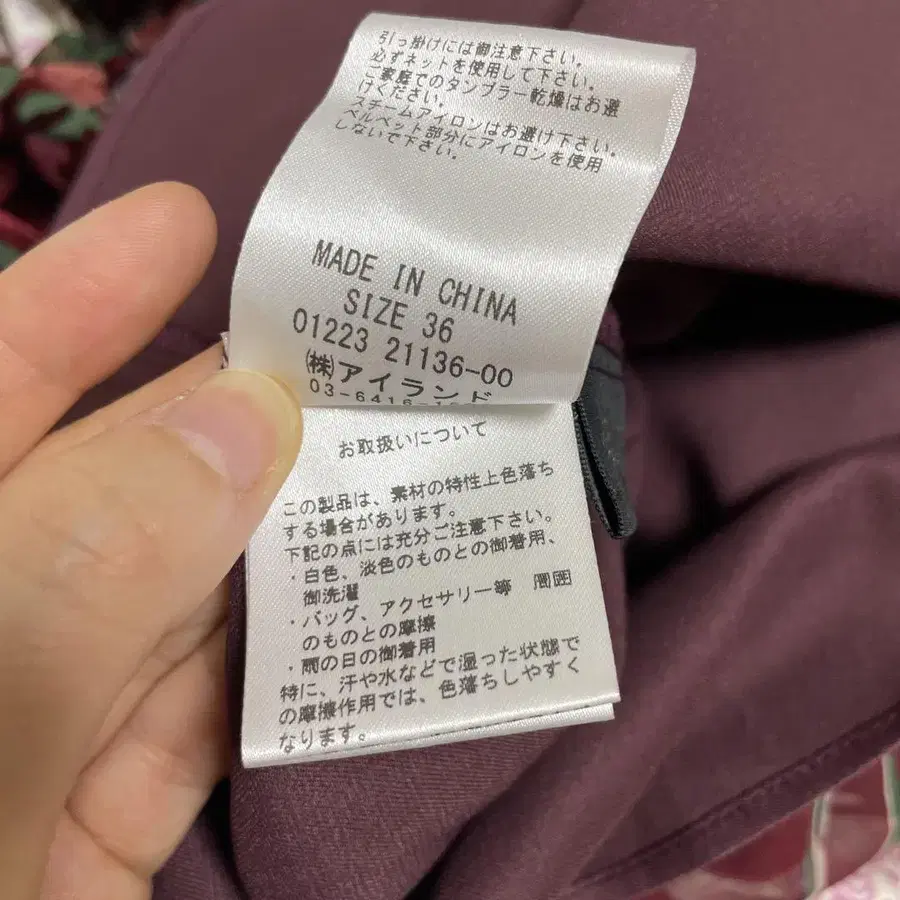 引っ掛けには御注意下さい。
必ずネットを使用して下さい。
ご家庭でのタンブラー乾燥はお避
けください。
スチームアイロンはお避け下さい。
ベルベット部分にアイロンを使用
しないで下さい。
MADE IN CHINA
SIZE 36
01223 21136-00
㈱アイランド
03-6416-
お取扱いについて
この製品は、素材の特性上色落ち
する場合があります。
下記の点には充分ご注意下さい。
・白色、淡色のものとの御着用、
御洗濯
・バッグ、アクセサリー等 周囲
のものとの摩擦
・雨の日の御着用
特に、汗や水などで湿った状態で
の摩擦作用では、色落ちしやすく
なります。